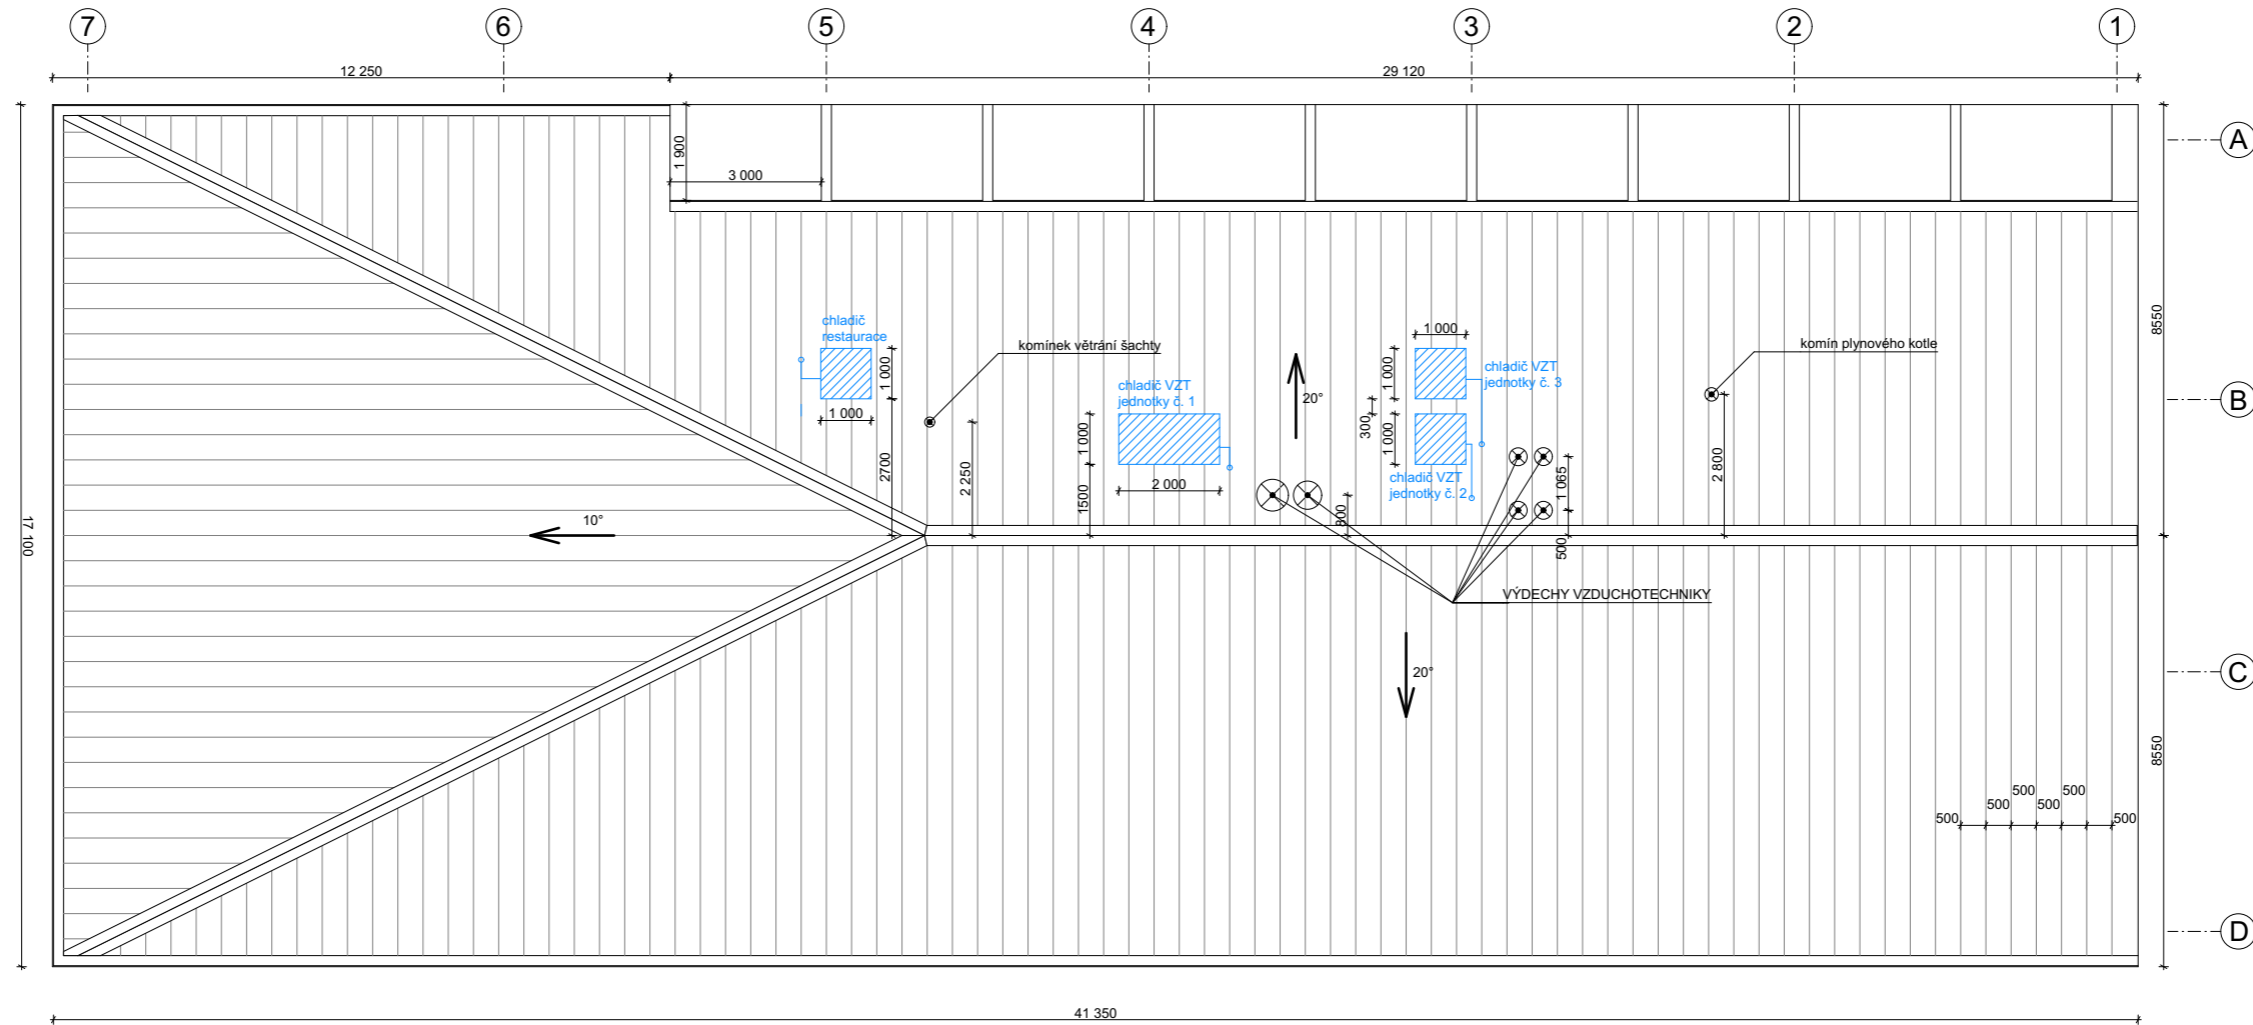 7 6 5 4 3 2 1
12 250 29 120
A
1 900
3 000
8550
chladič
restaurace
1 000
1 000
2700
komínek větrání šachty
2 250
chladič VZT
jednotky č. 1
1 000
1500
2 000
20°
800
1 000
1 000
300
1 000
chladič VZT
jednotky č. 3
chladič VZT
jednotky č. 2
1 065
500
komín plynového kotle
2 800
B
17 100
10°
VÝDECHY VZDUCHOTECHNIKY
20°
C
8550
500 500 500 500 500 500
D
41 350